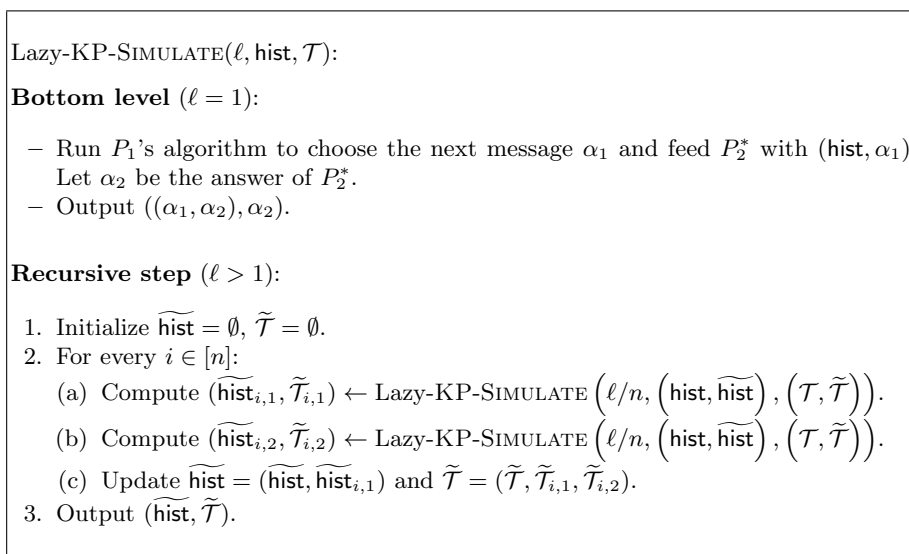 Lazy-KP-SIMULATE(ℓ, hist, 𝒯):
Bottom level (ℓ = 1):
– Run P₁'s algorithm to choose the next message α₁ and feed P₂* with (hist, α₁)
Let α₂ be the answer of P₂*.
– Output ((α₁, α₂), α₂).
Recursive step (ℓ > 1):
1. Initialize h͠ist = ∅, 𝒯̃ = ∅.
2. For every i ∈ [n]:
(a) Compute (h͠ist_{i,1}, 𝒯̃_{i,1}) ← Lazy-KP-SIMULATE (ℓ/n, (hist, h͠ist), (𝒯, 𝒯̃)).
(b) Compute (h͠ist_{i,2}, 𝒯̃_{i,2}) ← Lazy-KP-SIMULATE (ℓ/n, (hist, h͠ist), (𝒯, 𝒯̃)).
(c) Update h͠ist = (h͠ist, h͠ist_{i,1}) and 𝒯̃ = (𝒯̃, 𝒯̃_{i,1}, 𝒯̃_{i,2}).
3. Output (h͠ist, 𝒯̃).